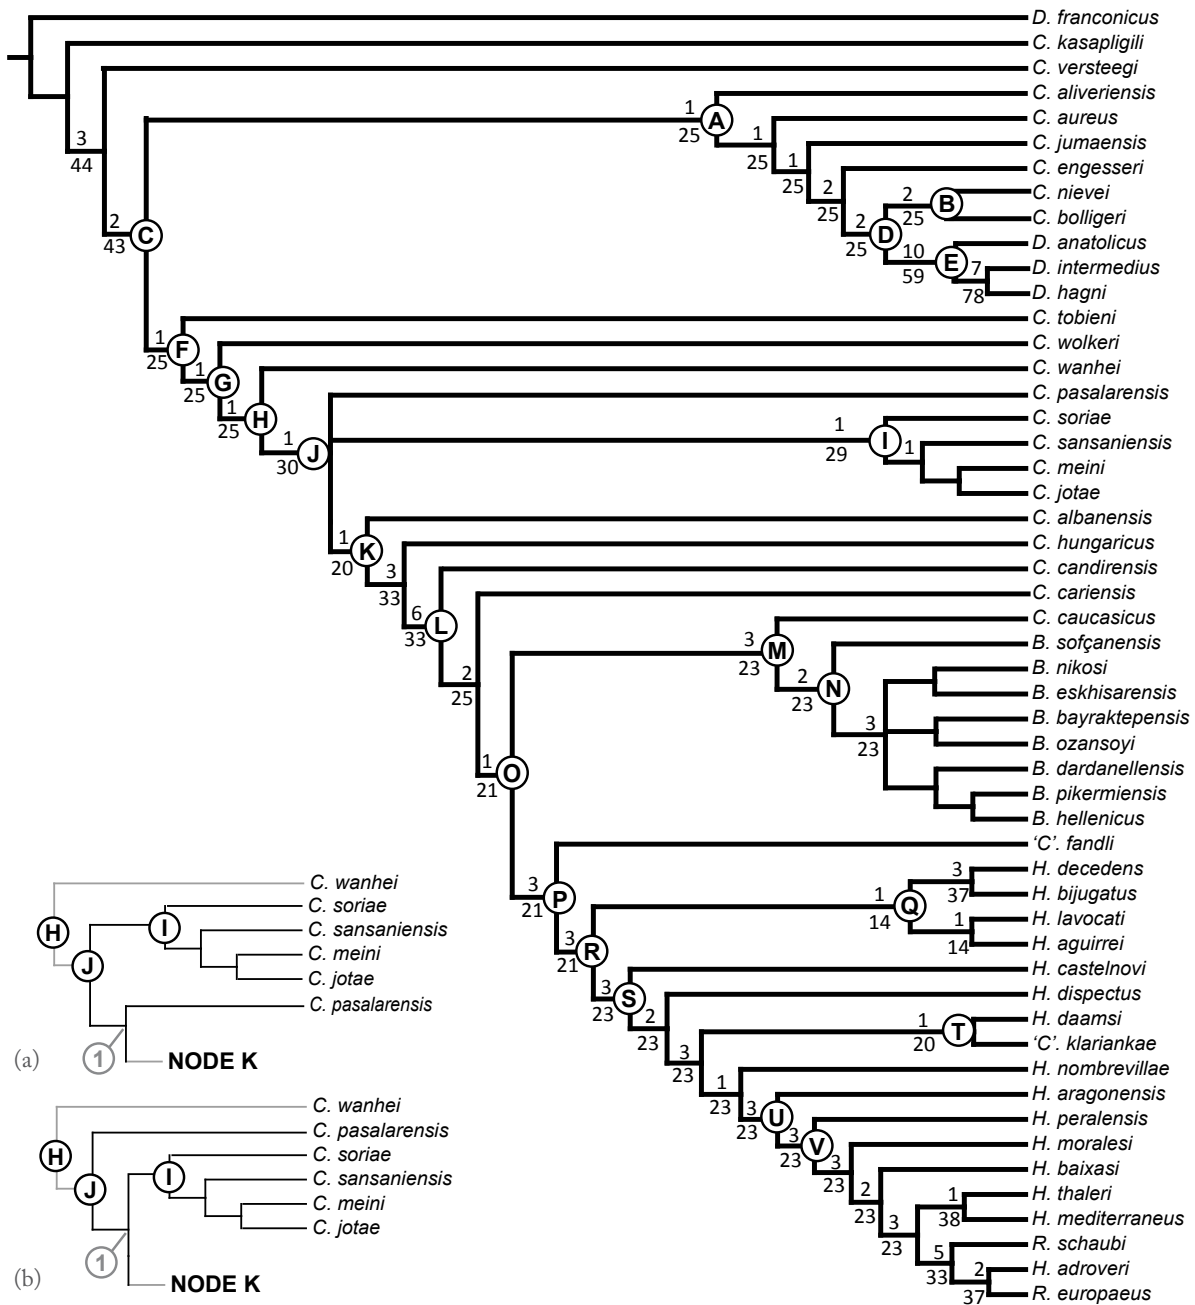 D. franconicus
C. kasapligili
C. versteegi
C. aliveriensis
1
A
25
C. aureus
1
25
3
44
C. jumaensis
1
25
C. engesseri
2
25
C. nievei
2
B
25
C. bolligeri
2
C
43
2
D
25
D. anatolicus
10
E
59
7
D. intermedius
78
D. hagni
C. tobieni
1
F
25
C. wolkeri
1
G
25
C. wanhei
1
H
25
C. pasalarensis
C. soriae
1
I
29
1
C. sansaniensis
1
J
30
C. meini
C. jotae
C. albanensis
1
K
20
C. hungaricus
3
33
C. candirensis
6
L
33
C. cariensis
2
25
C. caucasicus
3
M
23
B. sofçanensis
2
N
23
B. nikosi
B. eskhisarensis
B. bayraktepensis
3
23
B. ozansoyi
1
O
21
B. dardanellensis
B. pikermiensis
B. hellenicus
‘C’. fandli
3
P
21
H. decedens
3
37
H. bijugatus
1
Q
14
H. lavocati
1
14
H. aguirrei
3
R
21
H. castelnovi
3
S
23
H. dispectus
2
23
H. daamsi
1
T
20
‘C’. klariankae
3
23
H. nombrevillae
1
23
H. aragonensis
3
U
23
H. peralensis
3
V
23
H. moralesi
3
23
H. baixasi
2
23
H. thaleri
1
38
H. mediterraneus
3
23
R. schaubi
5
33
H. adroveri
2
37
R. europaeus
C. wanhei
C. soriae
H
I
C. sansaniensis
J
C. meini
C. jotae
C. pasalarensis
(a)
1
NODE K
C. wanhei
C. pasalarensis
H
C. soriae
I
C. sansaniensis
J
C. meini
C. jotae
1
(b)
NODE K